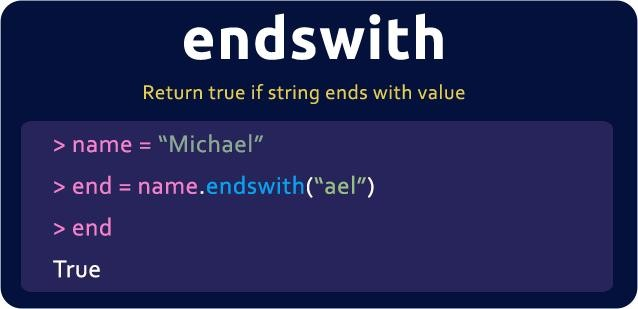 endswith
Return true if string ends with value
> name = “Michael”
> end = name.endswith(“ael”)
> end
True